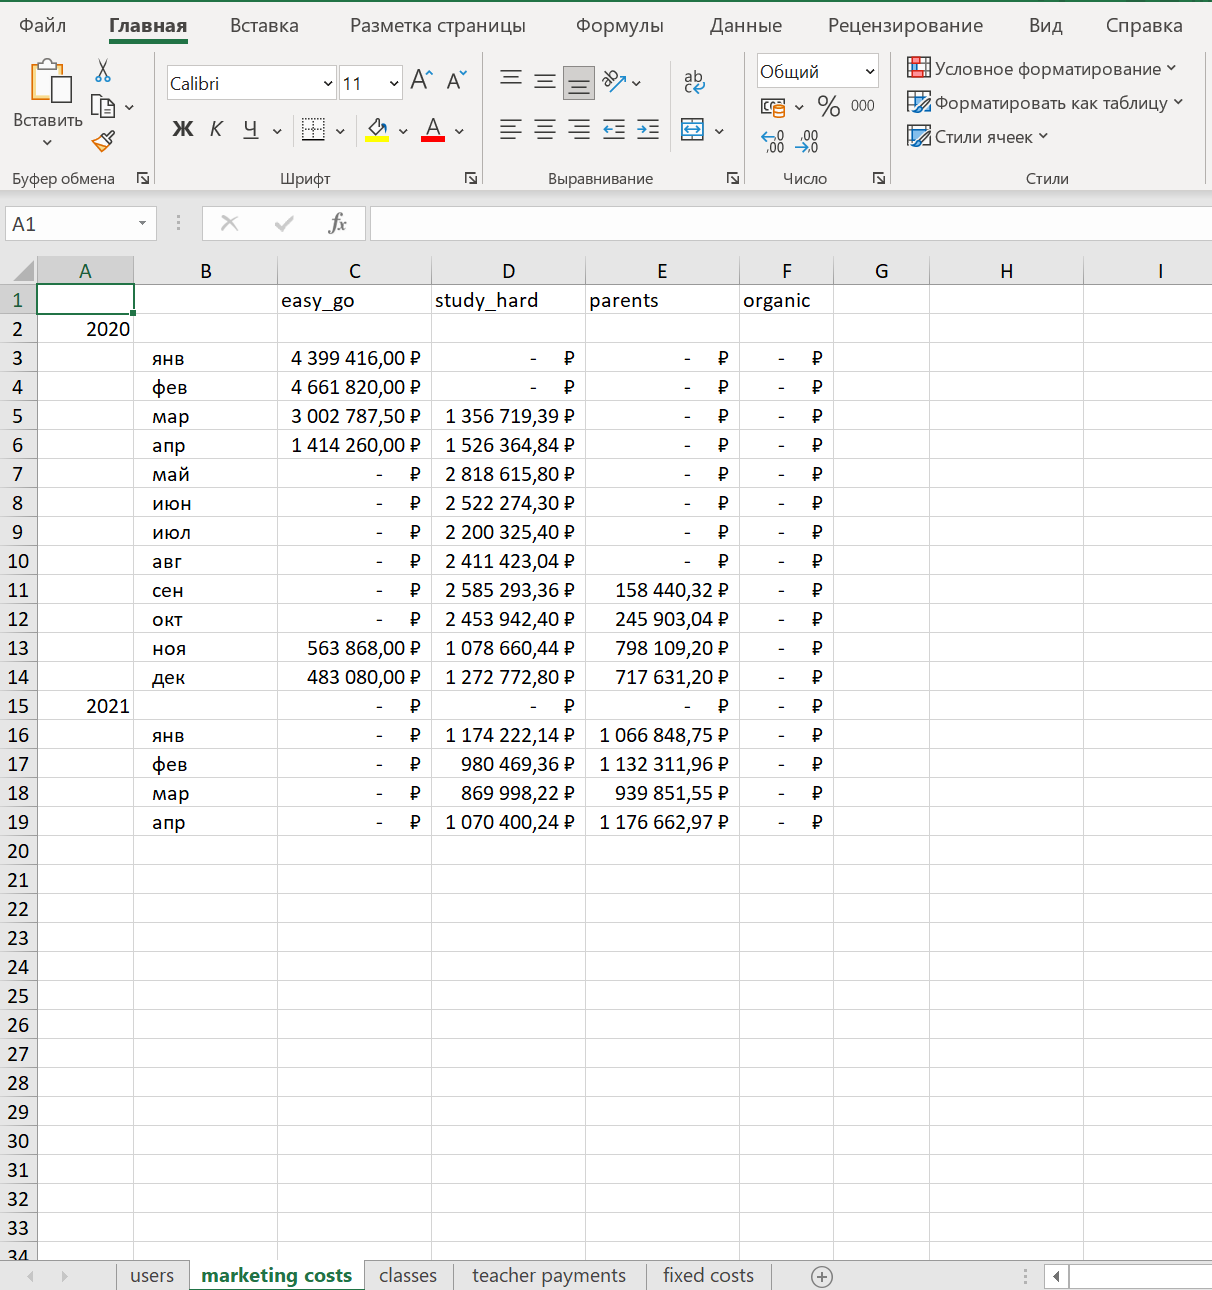 Файл Главная Вставка Разметка страницы Формулы Данные Рецензирование Вид Справка
Вставить
Calibri 11
Ж К Ч А
ab
Общий
% 000
Условное форматирование
Форматировать как таблицу
Стили ячеек
Буфер обмена Шрифт Выравнивание Число Стили
A1 fx
A B C D E F G H I
1 easy_go study_hard parents organic
2 2020
3 янв 4 399 416,00 ₽ - ₽ - ₽ - ₽
4 фев 4 661 820,00 ₽ - ₽ - ₽ - ₽
5 мар 3 002 787,50 ₽ 1 356 719,39 ₽ - ₽ - ₽
6 апр 1 414 260,00 ₽ 1 526 364,84 ₽ - ₽ - ₽
7 май - ₽ 2 818 615,80 ₽ - ₽ - ₽
8 июн - ₽ 2 522 274,30 ₽ - ₽ - ₽
9 июл - ₽ 2 200 325,40 ₽ - ₽ - ₽
10 авг - ₽ 2 411 423,04 ₽ - ₽ - ₽
11 сен - ₽ 2 585 293,36 ₽ 158 440,32 ₽ - ₽
12 окт - ₽ 2 453 942,40 ₽ 245 903,04 ₽ - ₽
13 ноя 563 868,00 ₽ 1 078 660,44 ₽ 798 109,20 ₽ - ₽
14 дек 483 080,00 ₽ 1 272 772,80 ₽ 717 631,20 ₽ - ₽
15 2021 - ₽ - ₽ - ₽ - ₽
16 янв - ₽ 1 174 222,14 ₽ 1 066 848,75 ₽ - ₽
17 фев - ₽ 980 469,36 ₽ 1 132 311,96 ₽ - ₽
18 мар - ₽ 869 998,22 ₽ 939 851,55 ₽ - ₽
19 апр - ₽ 1 070 400,24 ₽ 1 176 662,97 ₽ - ₽
20
21
22
23
24
25
26
27
28
29
30
31
32
33
34
users marketing costs classes teacher payments fixed costs